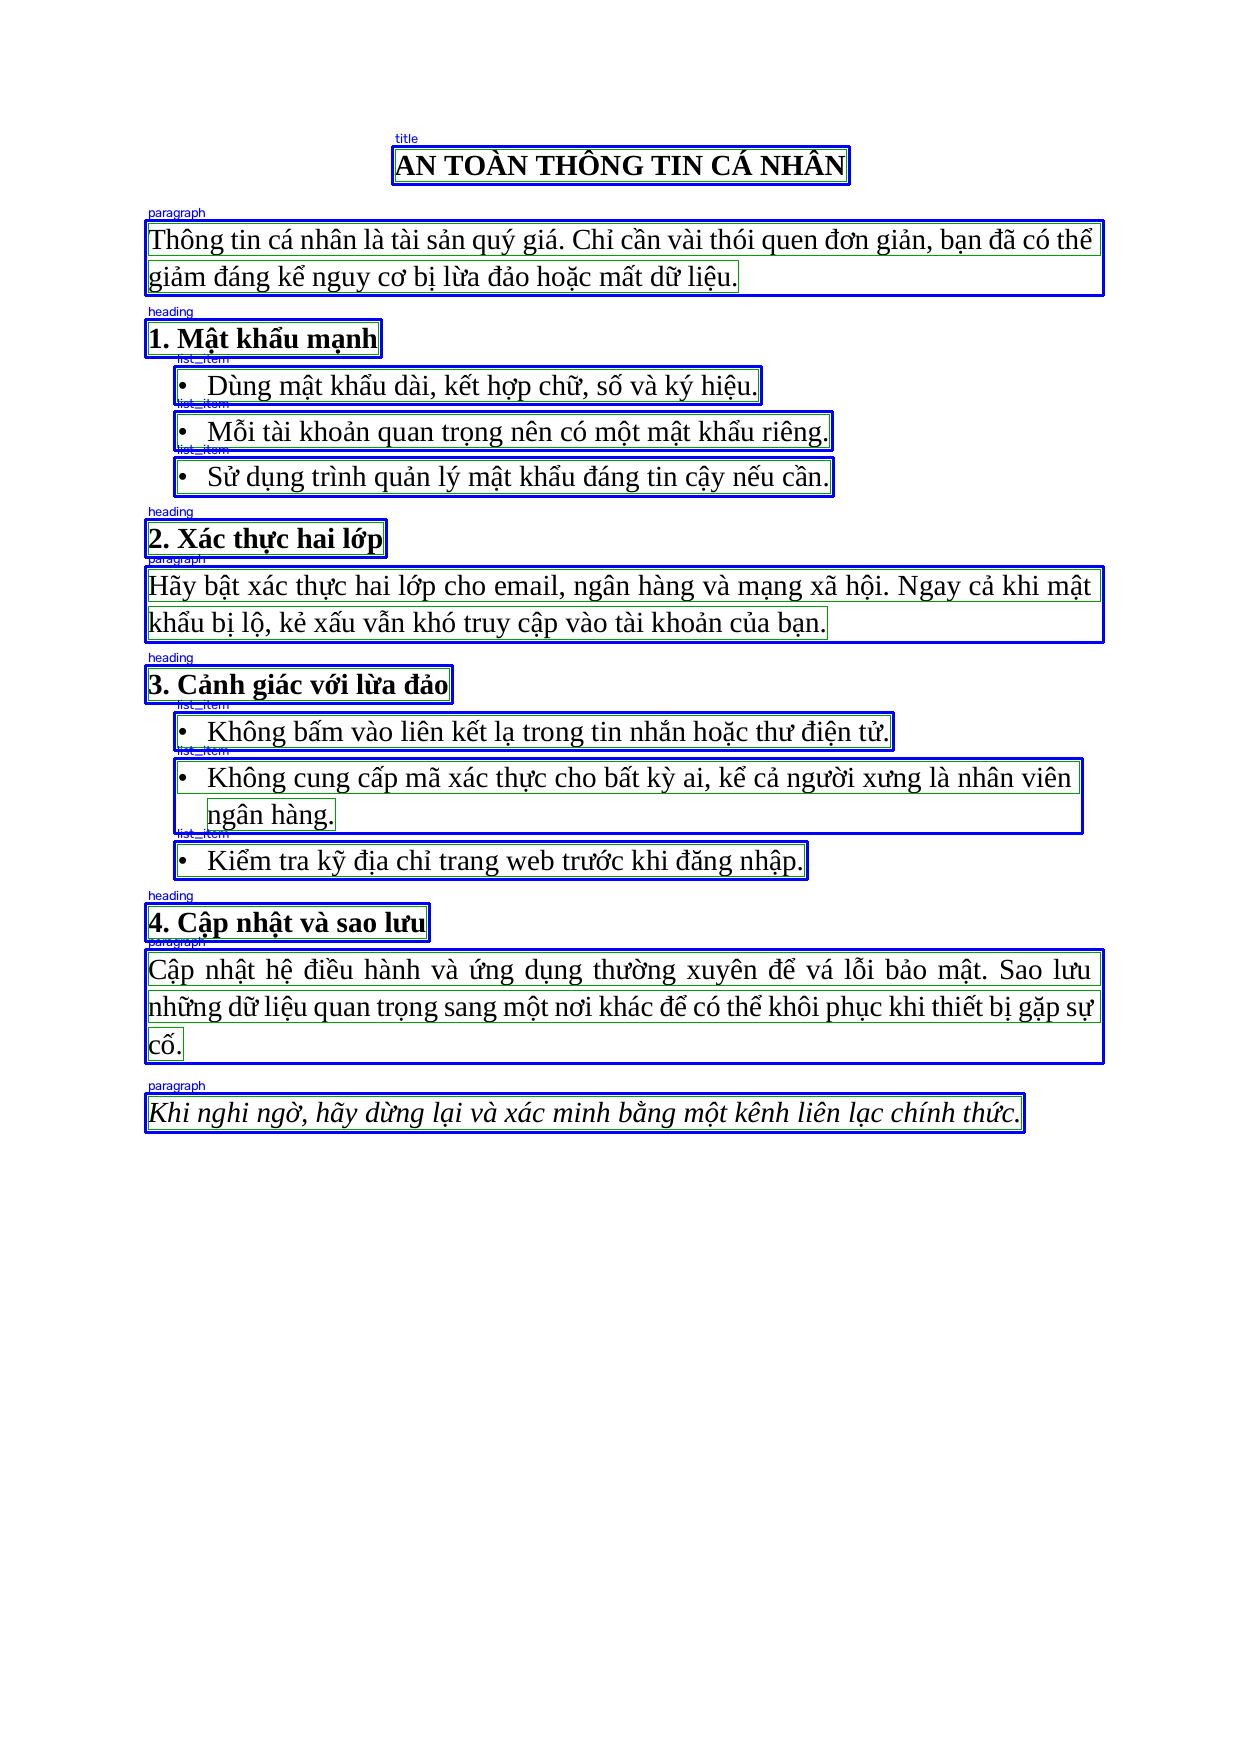 title
AN TOÀN THÔNG TIN CÁ NHÂN
paragraph
Thông tin cá nhân là tài sản quý giá. Chỉ cần vài thói quen đơn giản, bạn đã có thể
giảm đáng kể nguy cơ bị lừa đảo hoặc mất dữ liệu.
heading
1. Mật khẩu mạnh
list_item
• Dùng mật khẩu dài, kết hợp chữ, số và ký hiệu.
list_item
• Mỗi tài khoản quan trọng nên có một mật khẩu riêng.
list_item
• Sử dụng trình quản lý mật khẩu đáng tin cậy nếu cần.
heading
2. Xác thực hai lớp
paragraph
Hãy bật xác thực hai lớp cho email, ngân hàng và mạng xã hội. Ngay cả khi mật
khẩu bị lộ, kẻ xấu vẫn khó truy cập vào tài khoản của bạn.
heading
3. Cảnh giác với lừa đảo
list_item
• Không bấm vào liên kết lạ trong tin nhắn hoặc thư điện tử.
list_item
• Không cung cấp mã xác thực cho bất kỳ ai, kể cả người xưng là nhân viên
ngân hàng.
list_item
• Kiểm tra kỹ địa chỉ trang web trước khi đăng nhập.
heading
4. Cập nhật và sao lưu
paragraph
Cập nhật hệ điều hành và ứng dụng thường xuyên để vá lỗi bảo mật. Sao lưu
những dữ liệu quan trọng sang một nơi khác để có thể khôi phục khi thiết bị gặp sự
cố.
paragraph
Khi nghi ngờ, hãy dừng lại và xác minh bằng một kênh liên lạc chính thức.